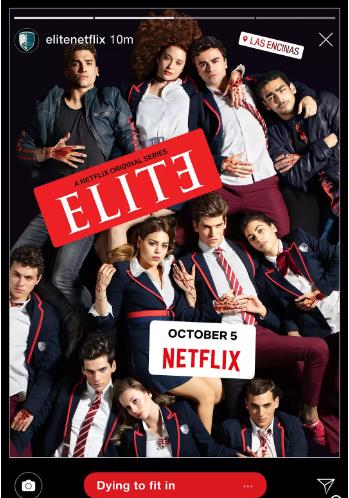 elitenetflix 10m
LAS ENCINAS
A NETFLIX ORIGINAL SERIES
ELITE
OCTOBER 5
NETFLIX
Dying to fit in